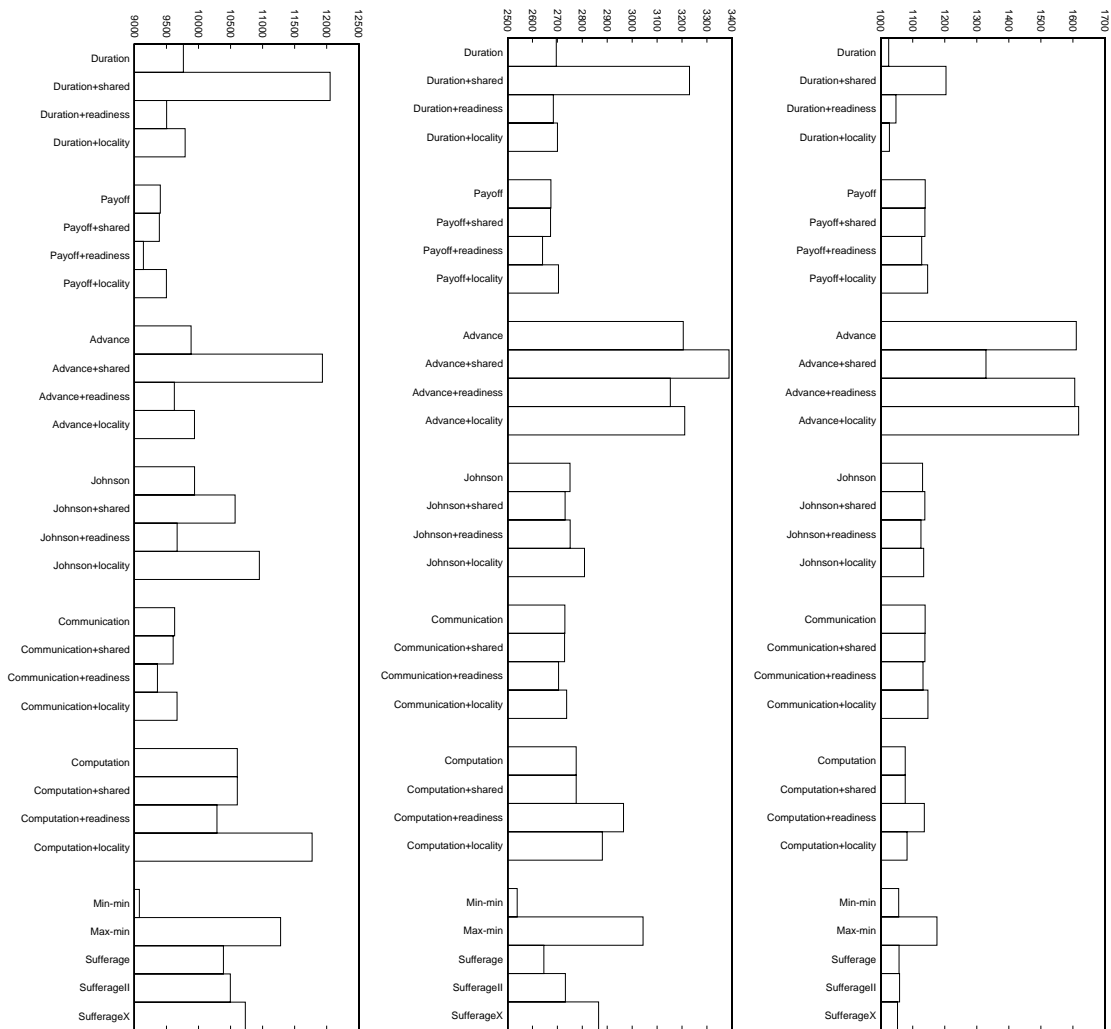 9000 9500 10000 10500 11000 11500 12000 12500
Duration
Duration+shared
Duration+readiness
Duration+locality
Payoff
Payoff+shared
Payoff+readiness
Payoff+locality
Advance
Advance+shared
Advance+readiness
Advance+locality
Johnson
Johnson+shared
Johnson+readiness
Johnson+locality
Communication
Communication+shared
Communication+readiness
Communication+locality
Computation
Computation+shared
Computation+readiness
Computation+locality
Min-min
Max-min
Sufferage
SufferageII
SufferageX
2500 2600 2700 2800 2900 3000 3100 3200 3300 3400
Duration
Duration+shared
Duration+readiness
Duration+locality
Payoff
Payoff+shared
Payoff+readiness
Payoff+locality
Advance
Advance+shared
Advance+readiness
Advance+locality
Johnson
Johnson+shared
Johnson+readiness
Johnson+locality
Communication
Communication+shared
Communication+readiness
Communication+locality
Computation
Computation+shared
Computation+readiness
Computation+locality
Min-min
Max-min
Sufferage
SufferageII
SufferageX
1000 1100 1200 1300 1400 1500 1600 1700
Duration
Duration+shared
Duration+readiness
Duration+locality
Payoff
Payoff+shared
Payoff+readiness
Payoff+locality
Advance
Advance+shared
Advance+readiness
Advance+locality
Johnson
Johnson+shared
Johnson+readiness
Johnson+locality
Communication
Communication+shared
Communication+readiness
Communication+locality
Computation
Computation+shared
Computation+readiness
Computation+locality
Min-min
Max-min
Sufferage
SufferageII
SufferageX